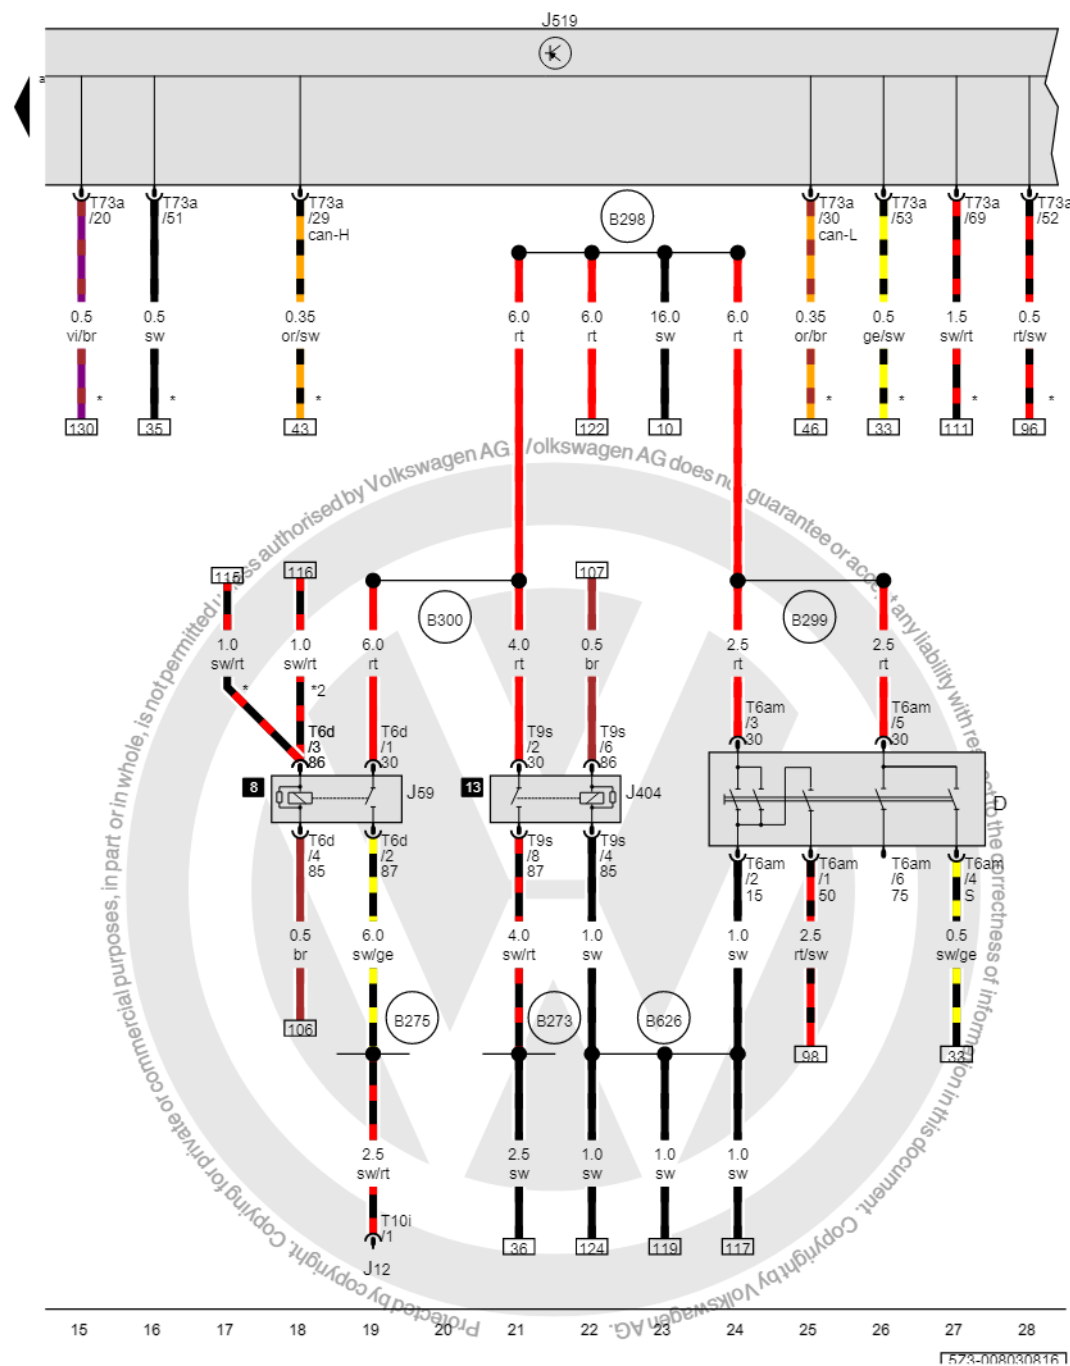 J519
a
T73a
/20
T73a
/51
T73a
/29
can-H
B298
T73a
/30
can-L
T73a
/53
T73a
/69
T73a
/52
0.5
vi/br
0.5
sw
0.35
or/sw
6.0
rt
6.0
rt
16.0
sw
6.0
rt
0.35
or/br
0.5
ge/sw
1.5
sw/rt
0.5
rt/sw
* * * * * * *
130 35 43 122 10 46 33 111 96
115 116 107
B300
B299
1.0
sw/rt
*
1.0
sw/rt
*2
6.0
rt
4.0
rt
0.5
br
2.5
rt
2.5
rt
T6d
/3
86
T6d
/1
30
T9s
/2
30
T9s
/6
86
T6am
/3
30
T6am
/5
30
8
J59
13
J404
D
T6d
/4
85
T6d
/2
87
T9s
/8
87
T9s
/4
85
T6am
/2
15
T6am
/1
50
T6am
/6
75
T6am
/4
S
0.5
br
6.0
sw/ge
4.0
sw/rt
1.0
sw
1.0
sw
2.5
rt/sw
0.5
sw/ge
106
B275
B273
B626
98
33
2.5
sw/rt
2.5
sw
1.0
sw
1.0
sw
1.0
sw
T10i
/1
J12
36 124 119 117
Protected by copyright. Copying for private or commercial purposes, in part or in whole, is not permitted
ss authorised by Volkswagen AG
Volkswagen AG does no
guarantee or acce
t any liability
with res
ct to the correctness of information in this document. Copyright by Volkswagen AG.
15 16 17 18 19 20 21 22 23 24 25 26 27 28
573-008030816